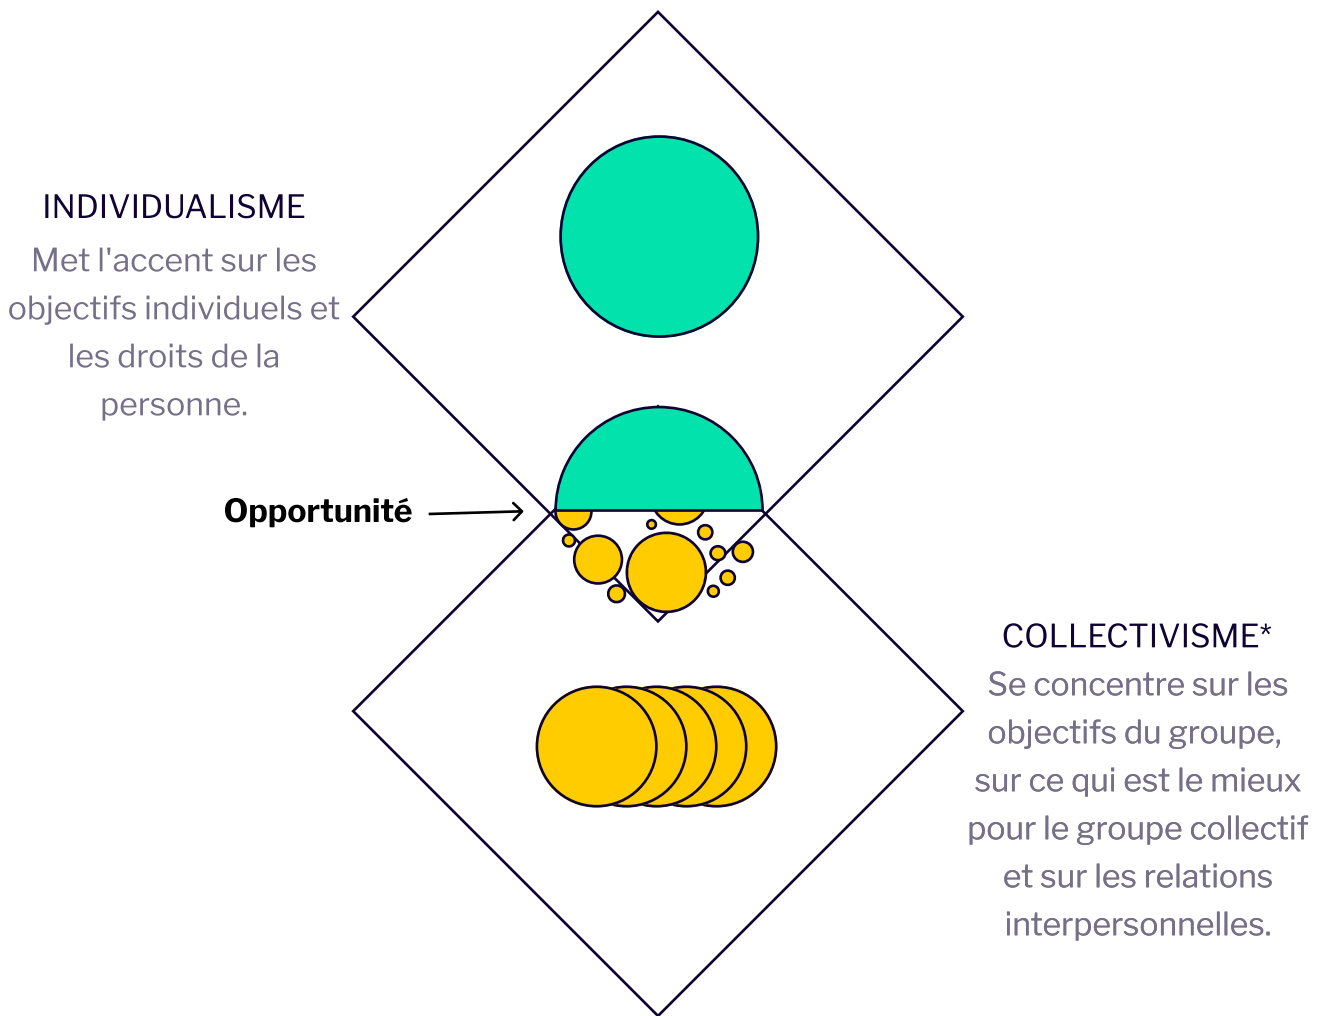 INDIVIDUALISME
Met l'accent sur les
objectifs individuels et
les droits de la
personne.
Opportunité
COLLECTIVISME*
Se concentre sur les
objectifs du groupe,
sur ce qui est le mieux
pour le groupe collectif
et sur les relations
interpersonnelles.